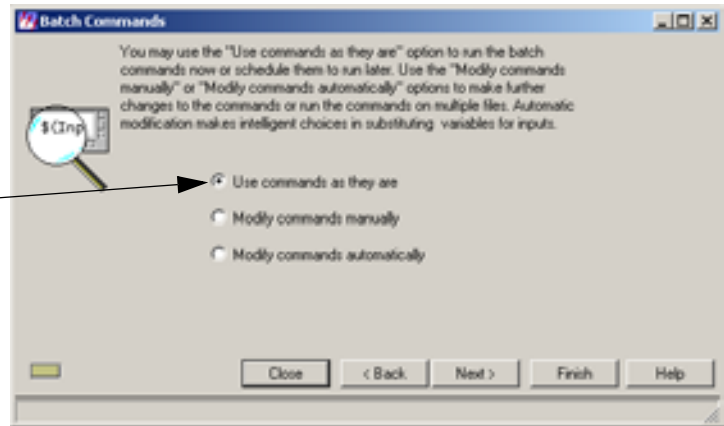 Batch Commands
You may use the "Use commands as they are" option to run the batch
commands now or schedule them to run later. Use the "Modify commands
manually" or "Modify commands automatically" options to make further
changes to the commands or run the commands on multiple files. Automatic
modification makes intelligent choices in substituting variables for inputs.
$(Inp
Use commands as they are
Modify commands manually
Modify commands automatically
Close < Back Next > Finish Help